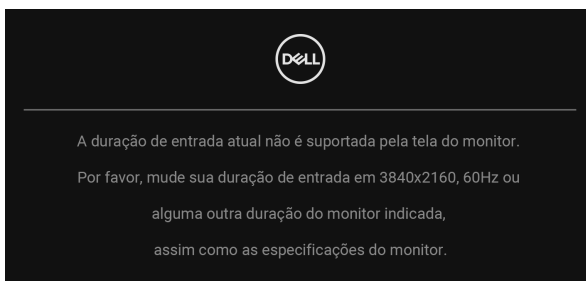 DELL
A duração de entrada atual não é suportada pela tela do monitor.
Por favor, mude sua duração de entrada em 3840x2160, 60Hz ou
alguma outra duração do monitor indicada,
assim como as especificações do monitor.